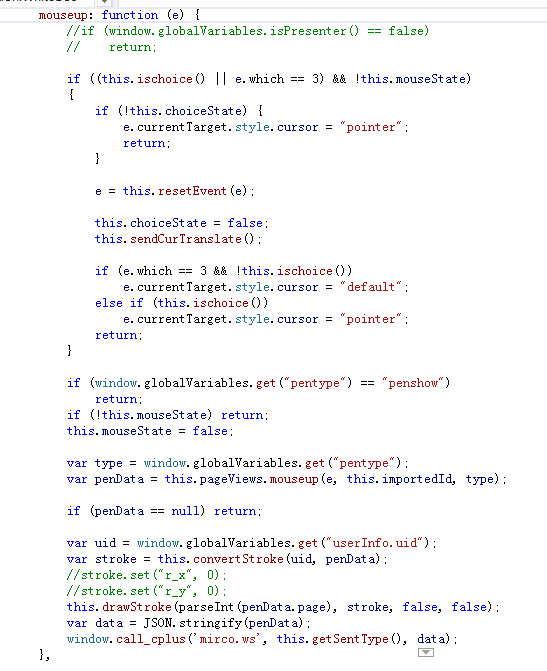 mouseup: function (e) {
//if (window.globalVariables.isPresenter() == false)
//    return;
if ((this.ischoice() || e.which == 3) && !this.mouseState)
{
if (!this.choiceState) {
e.currentTarget.style.cursor = "pointer";
return;
}
e = this.resetEvent(e);
this.choiceState = false;
this.sendCurTranslate();
if (e.which == 3 && !this.ischoice())
e.currentTarget.style.cursor = "default";
else if (this.ischoice())
e.currentTarget.style.cursor = "pointer";
return;
}
if (window.globalVariables.get("pentype") == "penshow")
return;
if (!this.mouseState) return;
this.mouseState = false;
var type = window.globalVariables.get("pentype");
var penData = this.pageViews.mouseup(e, this.importedId, type);
if (penData == null) return;
var uid = window.globalVariables.get("userInfo.uid");
var stroke = this.convertStroke(uid, penData);
//stroke.set("r_x", 0);
//stroke.set("r_y", 0);
this.drawStroke(parseInt(penData.page), stroke, false, false);
var data = JSON.stringify(penData);
window.call_cplus('mirco.ws', this.getSentType(), data);
},